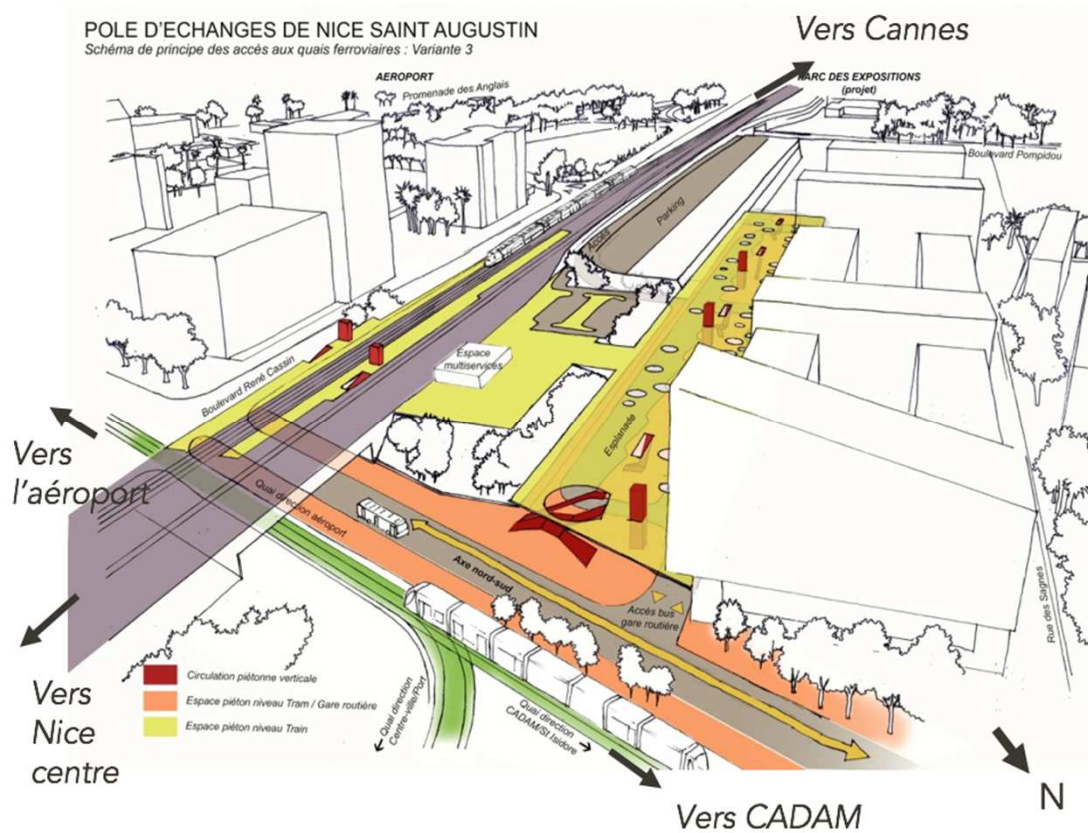 POLE D'ECHANGES DE NICE SAINT AUGUSTIN
Schéma de principe des accès aux quais ferroviaires : Variante 3
Vers Cannes
AEROPORT
Promenade des Anglais
PARC DES EXPOSITIONS
(projet)
Boulevard Pompidou
Parking
Accès
Espace
multiservices
Boulevard René Cassin
Esplanade
Vers
l'aéroport
Quai direction aéroport
Axe nord-sud
Accès bus
gare routière
Rue des Sagnes
Vers
Nice
centre
Circulation piétonne verticale
Espace piéton niveau Tram / Gare routière
Espace piéton niveau Train
Quai direction
Centre-ville/Port
Quai direction
CADAM/St Isidore
Vers CADAM
N